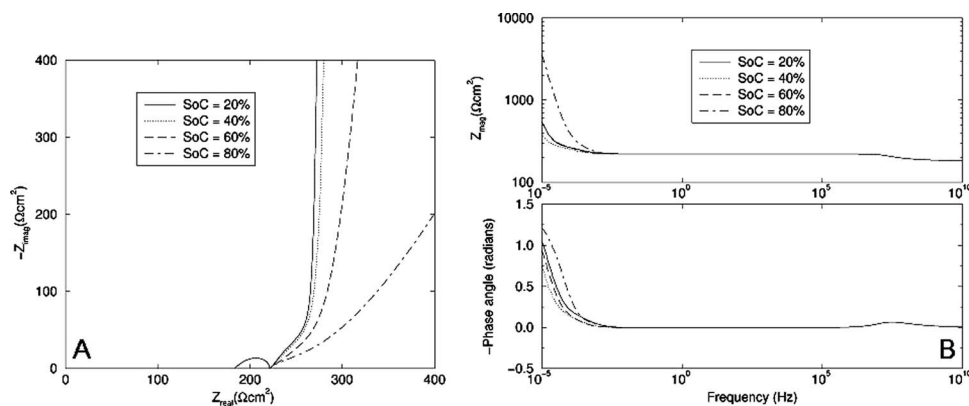 400
300
200
100
0
-Zimag(Ωcm²)
SoC = 20%
SoC = 40%
SoC = 60%
SoC = 80%
A
0 100 200 300 400
Zreal(Ωcm²)
10000
1000
100
Zmag(Ωcm²)
SoC = 20%
SoC = 40%
SoC = 60%
SoC = 80%
10⁻⁵ 10⁰ 10⁵ 10¹⁰
1.5
1.0
0.5
0.0
−0.5
−Phase angle (radians)
B
10⁻⁵ 10⁰ 10⁵ 10¹⁰
Frequency (Hz)